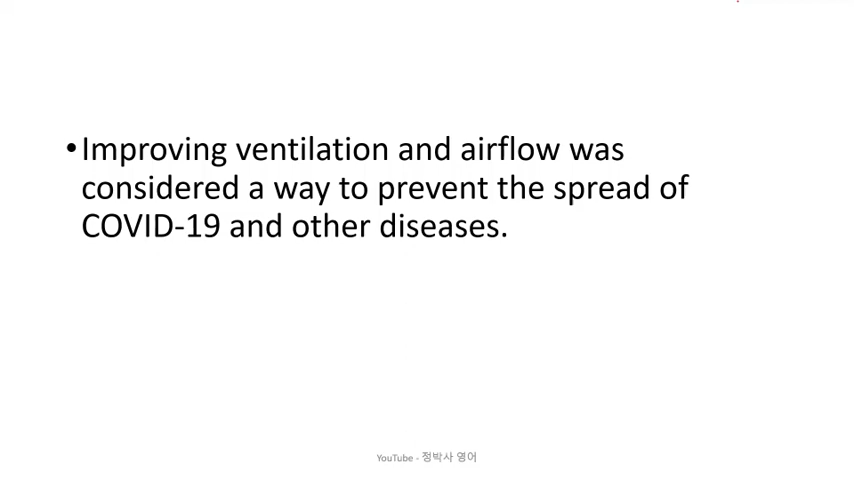 •Improving ventilation and airflow was
considered a way to prevent the spread of
COVID-19 and other diseases.
YouTube - 정박사 영어